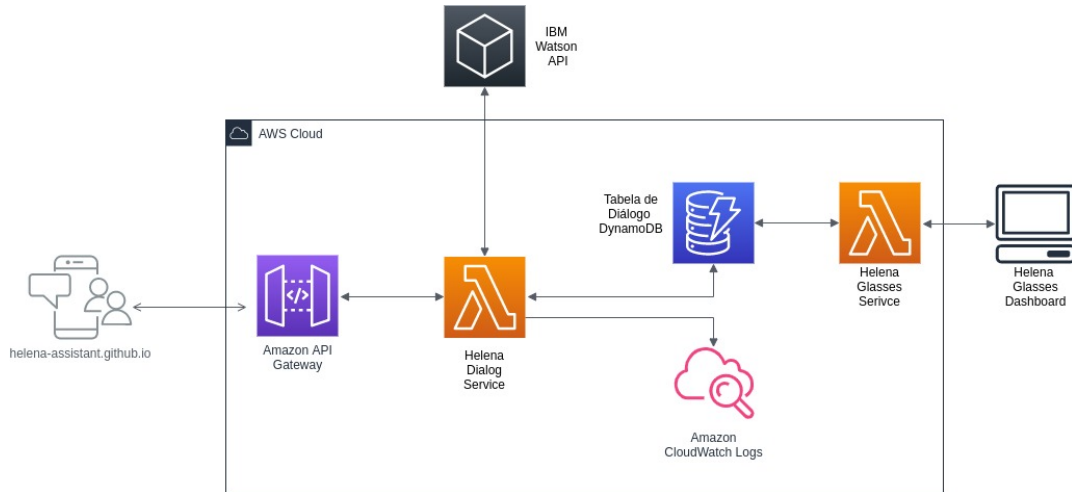 IBM
Watson
API
AWS Cloud
Tabela de
Diálogo
DynamoDB
helena-assistant.github.io
Amazon API
Gateway
Helena
Dialog
Service
Helena
Glasses
Serivce
Helena
Glasses
Dashboard
Amazon
CloudWatch Logs